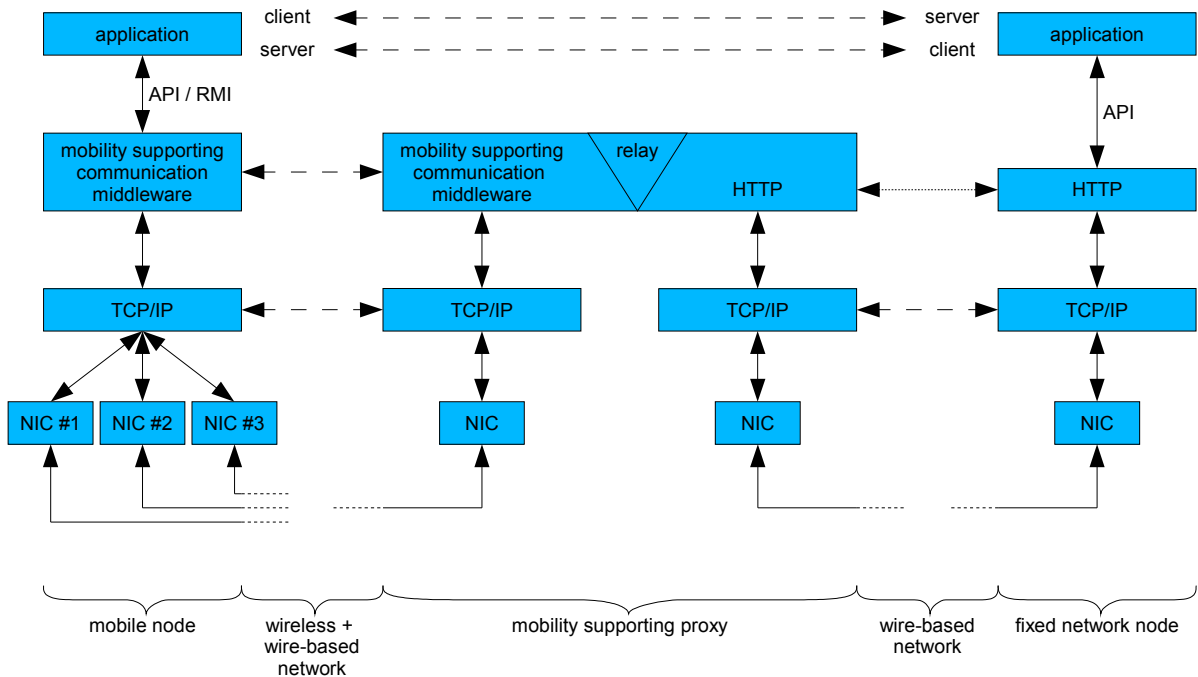 client
server
application
application
server
client
API / RMI
API
mobility supporting
communication
middleware
mobility supporting
communication
middleware
relay
HTTP
HTTP
TCP/IP
TCP/IP
TCP/IP
TCP/IP
NIC #1
NIC #2
NIC #3
NIC
NIC
NIC
mobile node
wireless +
wire-based
network
mobility supporting proxy
wire-based
network
fixed network node